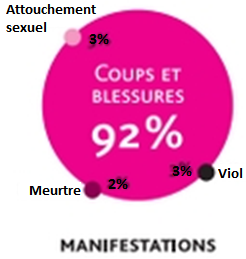 Attouchement
sexuel
3%
COUPS ET
BLESSURES
92%
3%
Viol
Meurtre
2%
MANIFESTATIONS